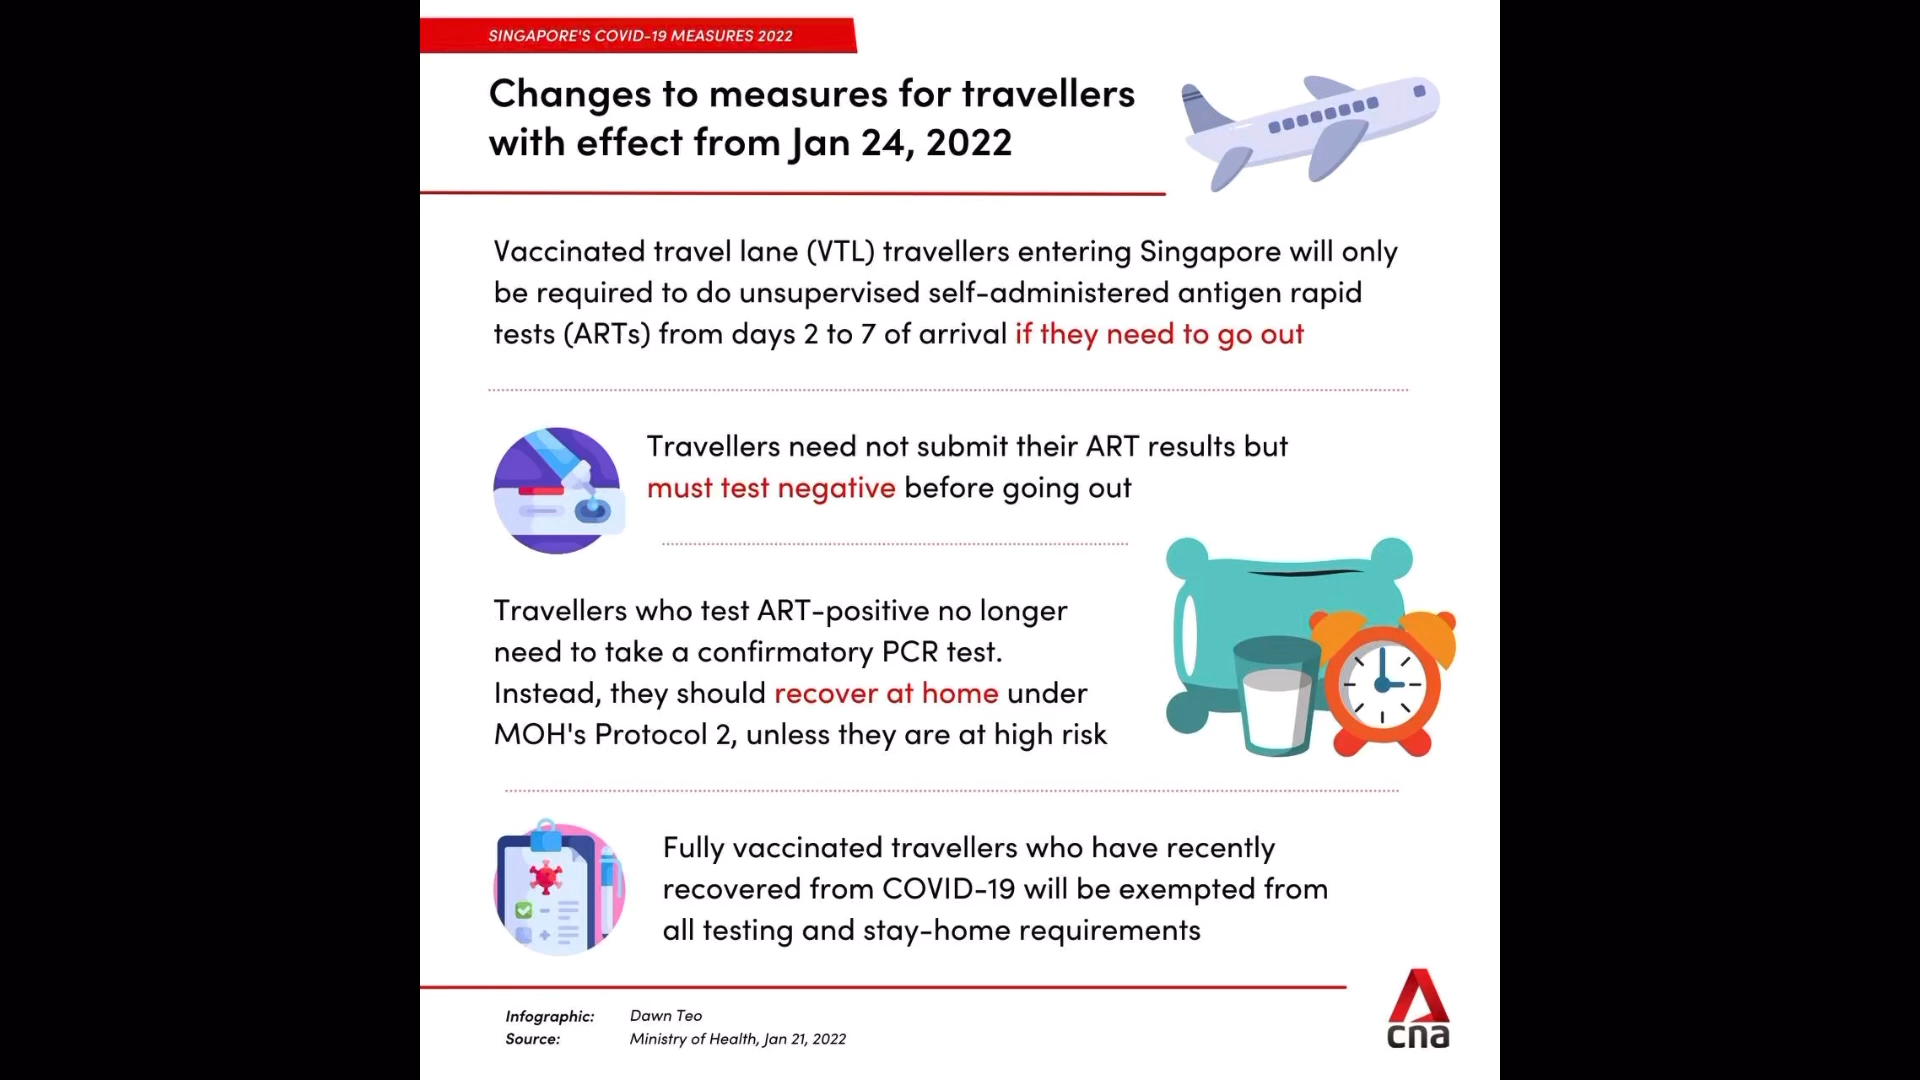 SINGAPORE'S COVID-19 MEASURES 2022
Changes to measures for travellers
with effect from Jan 24, 2022
Vaccinated travel lane (VTL) travellers entering Singapore will only
be required to do unsupervised self-administered antigen rapid
tests (ARTs) from days 2 to 7 of arrival if they need to go out
Travellers need not submit their ART results but
must test negative before going out
Travellers who test ART-positive no longer
need to take a confirmatory PCR test.
Instead, they should recover at home under
MOH's Protocol 2, unless they are at high risk
Fully vaccinated travellers who have recently
recovered from COVID-19 will be exempted from
all testing and stay-home requirements
Infographic: Dawn Teo
Source: Ministry of Health, Jan 21, 2022
cna